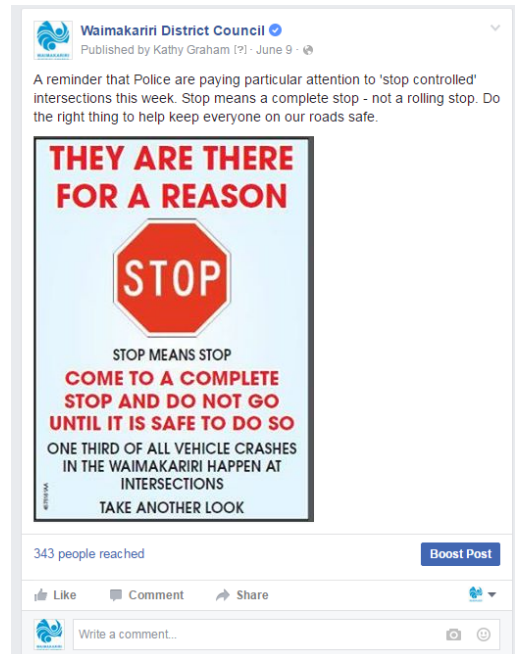 Waimakariri District Council
Published by Kathy Graham [?] · June 9 ·
A reminder that Police are paying particular attention to 'stop controlled'
intersections this week. Stop means a complete stop - not a rolling stop. Do
the right thing to help keep everyone on our roads safe.
THEY ARE THERE
FOR A REASON
STOP
STOP MEANS STOP
COME TO A COMPLETE
STOP AND DO NOT GO
UNTIL IT IS SAFE TO DO SO
ONE THIRD OF ALL VEHICLE CRASHES
IN THE WAIMAKARIRI HAPPEN AT
INTERSECTIONS
TAKE ANOTHER LOOK
343 people reached
Boost Post
Like Comment Share
Write a comment...